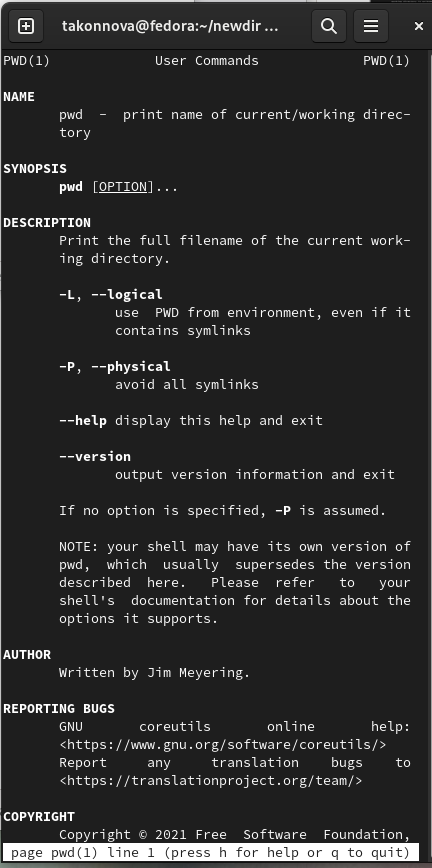 takonnova@fedora:~/newdir ...
PWD(1) User Commands PWD(1)
NAME
pwd - print name of current/working direc-
tory
SYNOPSIS
pwd [OPTION]...
DESCRIPTION
Print the full filename of the current work-
ing directory.
-L, --logical
use PWD from environment, even if it
contains symlinks
-P, --physical
avoid all symlinks
--help display this help and exit
--version
output version information and exit
If no option is specified, -P is assumed.
NOTE: your shell may have its own version of
pwd, which usually supersedes the version
described here. Please refer to your
shell's documentation for details about the
options it supports.
AUTHOR
Written by Jim Meyering.
REPORTING BUGS
GNU coreutils online help:
<https://www.gnu.org/software/coreutils/>
Report any translation bugs to
<https://translationproject.org/team/>
COPYRIGHT
Copyright © 2021 Free Software Foundation,
page pwd(1) line 1 (press h for help or q to quit)